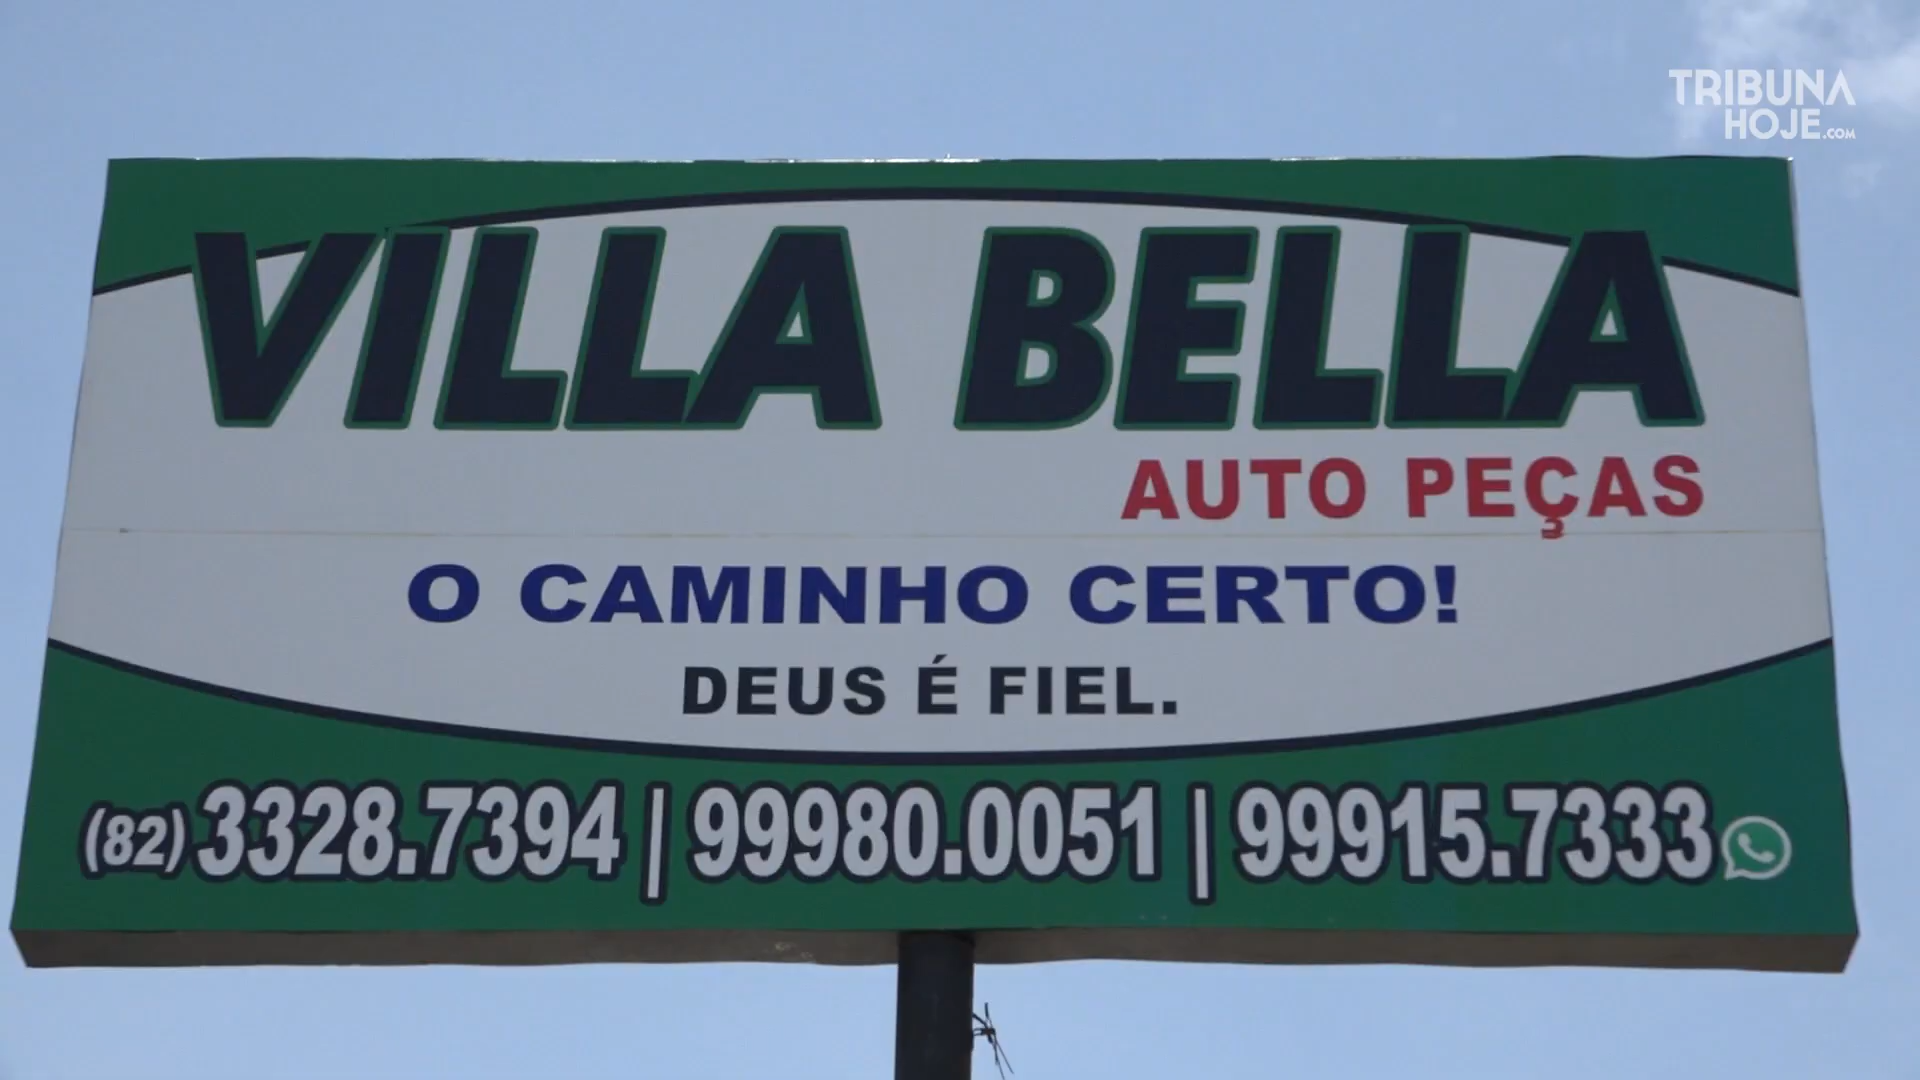 TRIBUNA
HOJE.COM
VILLA BELLA
AUTO PEÇAS
O CAMINHO CERTO!
DEUS É FIEL.
(82) 3328.7394 | 99980.0051 | 99915.7333